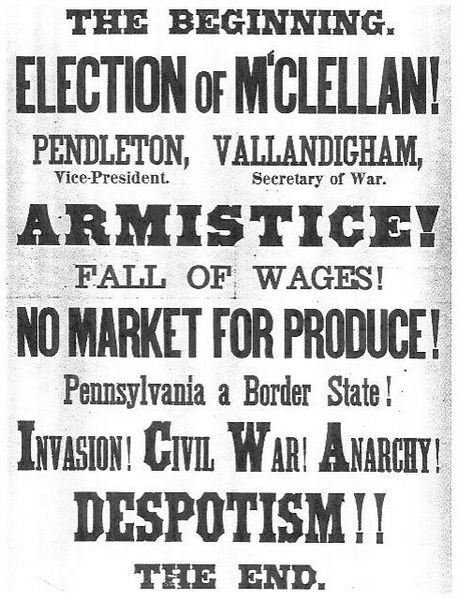 THE BEGINNING.
ELECTION OF M'CLELLAN!
PENDLETON, VALLANDIGHAM,
Vice-President. Secretary of War.
ARMISTICE!
FALL OF WAGES!
NO MARKET FOR PRODUCE!
Pennsylvania a Border State!
INVASION! CIVIL WAR! ANARCHY!
DESPOTISM!!
THE END.